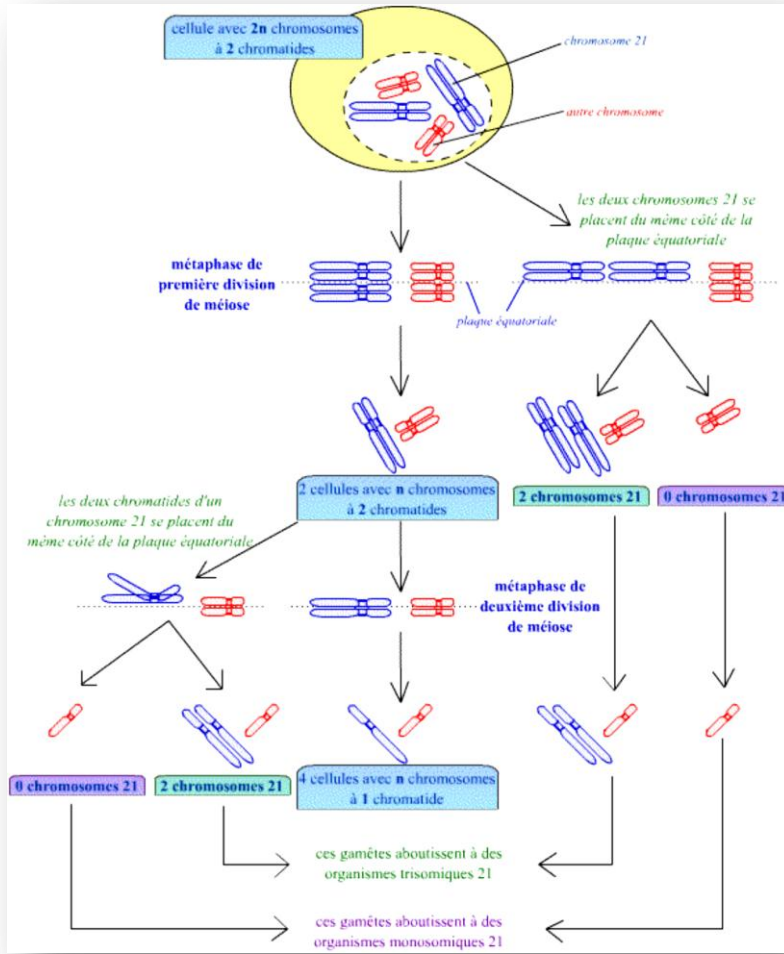 cellule avec 2n chromosomes
à 2 chromatides
chromosome 21
autre chromosome
les deux chromosomes 21 se
placent du même côté de la
plaque équatoriale
métaphase de
première division
de méiose
plaque équatoriale
2 cellules avec n chromosomes
à 2 chromatides
2 chromosomes 21
0 chromosomes 21
les deux chromatides d'un
chromosome 21 se placent du
même côté de la plaque équatoriale
métaphase de
deuxième division
de méiose
0 chromosomes 21
2 chromosomes 21
4 cellules avec n chromosomes
à 1 chromatide
ces gamêtes aboutissent à des
organismes trisomiques 21
ces gamêtes aboutissent à des
organismes monosomiques 21